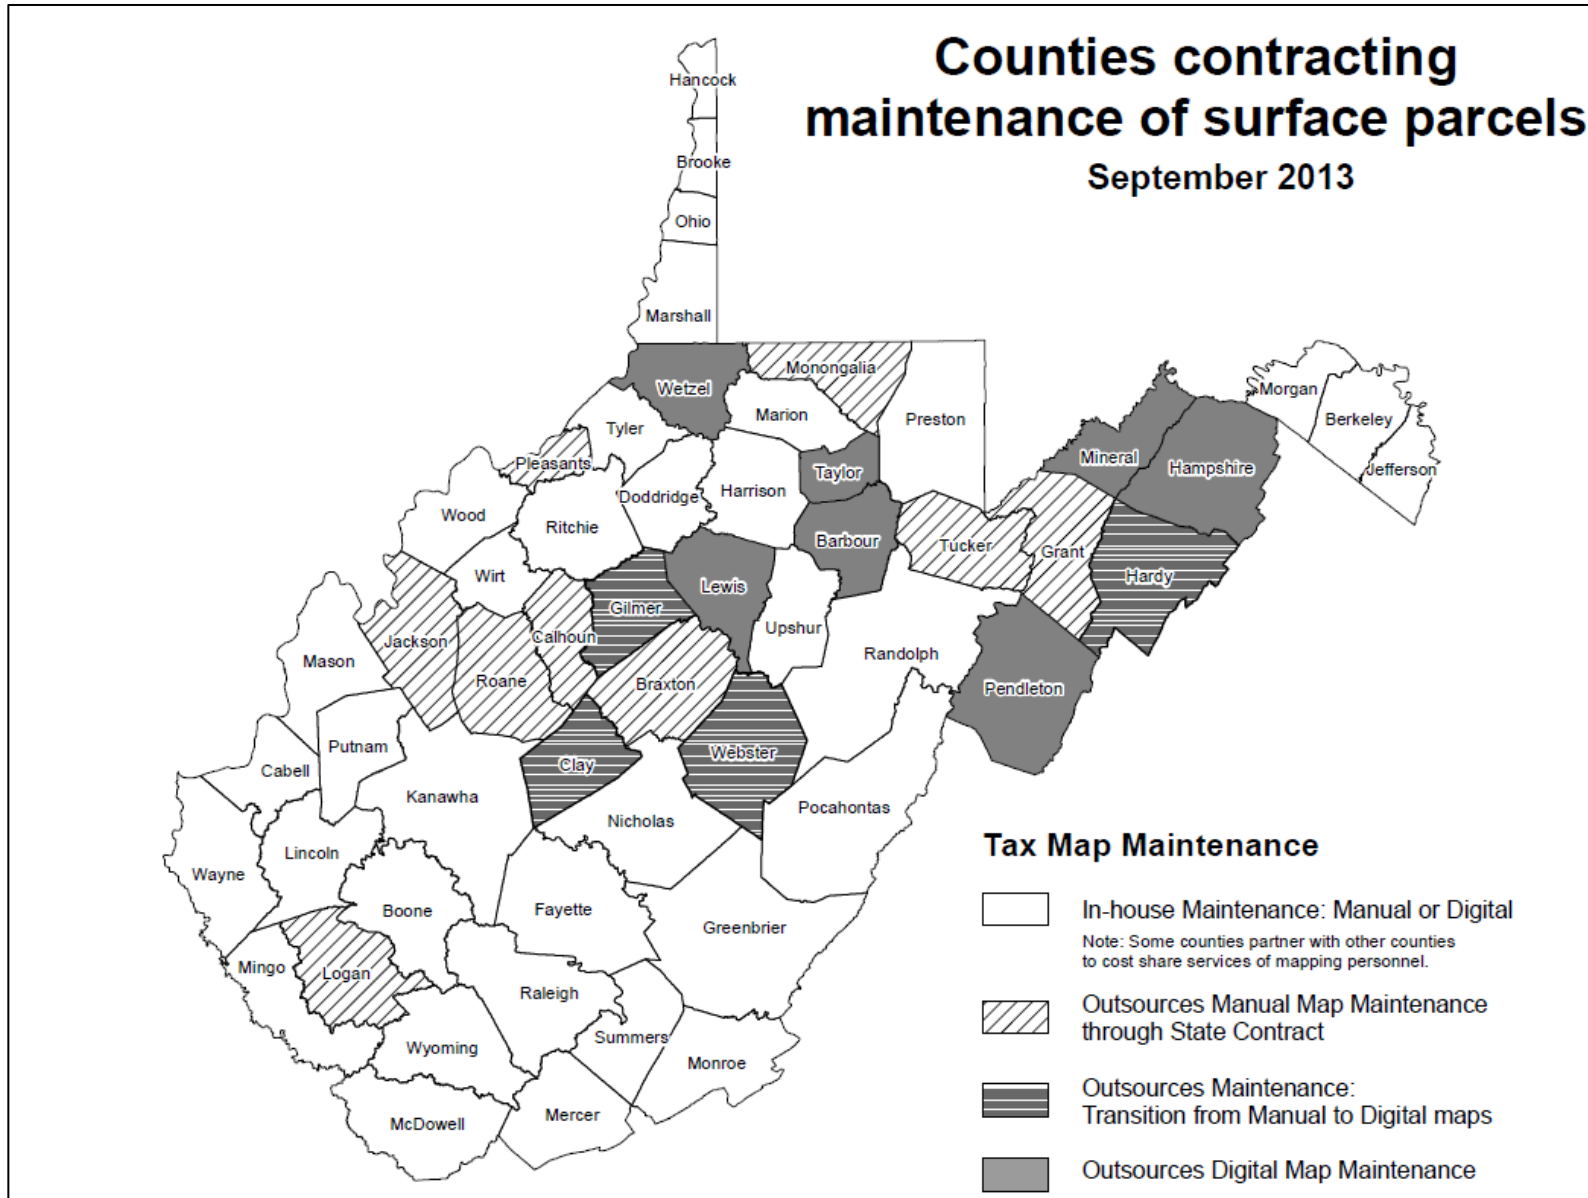 Counties contracting
maintenance of surface parcels
September 2013
Hancock
Brooke
Ohio
Marshall
Wetzel
Monongalia
Marion
Preston
Tyler
Pleasants
Doddridge
Harrison
Taylor
Morgan
Berkeley
Jefferson
Mineral
Hampshire
Wood
Ritchie
Barbour
Tucker
Grant
Hardy
Wirt
Gilmer
Lewis
Upshur
Randolph
Jackson
Calhoun
Roane
Braxton
Mason
Pendleton
Putnam
Clay
Webster
Cabell
Kanawha
Nicholas
Pocahontas
Lincoln
Wayne
Boone
Fayette
Greenbrier
Mingo
Logan
Raleigh
Summers
Wyoming
Monroe
McDowell
Mercer
Tax Map Maintenance
In-house Maintenance: Manual or Digital
Note: Some counties partner with other counties
to cost share services of mapping personnel.
Outsources Manual Map Maintenance
through State Contract
Outsources Maintenance:
Transition from Manual to Digital maps
Outsources Digital Map Maintenance